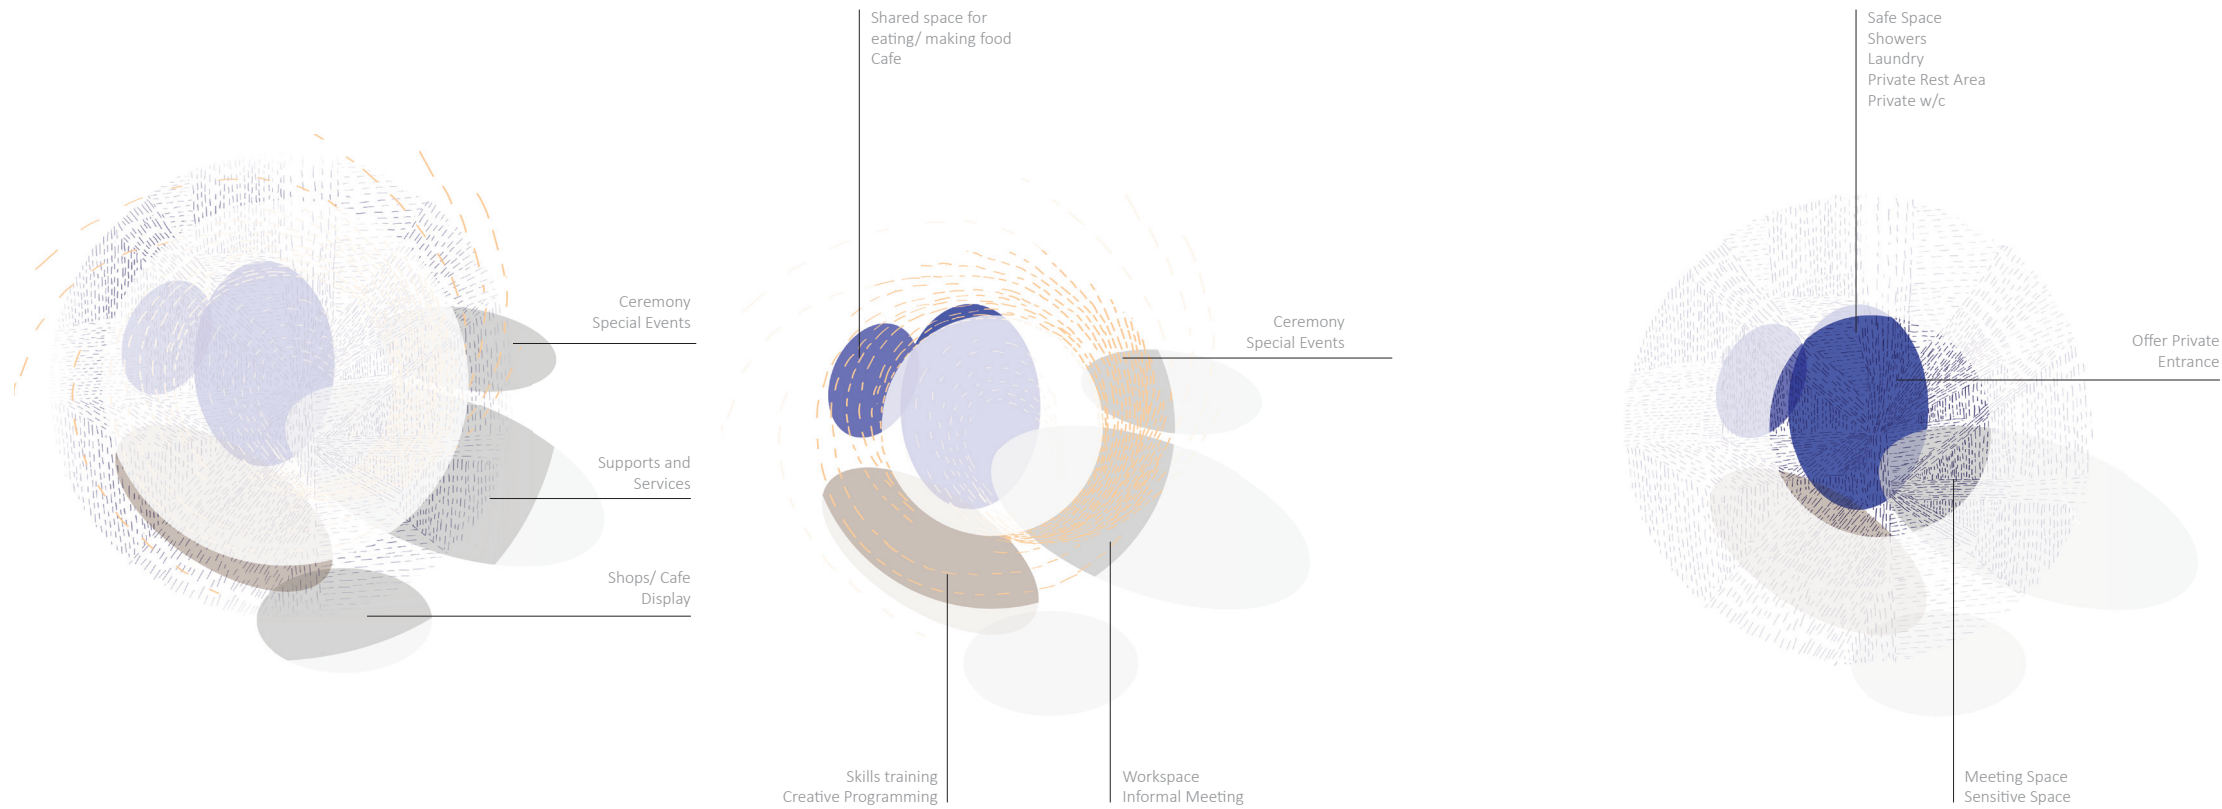 Shared space for
eating/ making food
Cafe
Safe Space
Showers
Laundry
Private Rest Area
Private w/c
Ceremony
Special Events
Supports and
Services
Shops/ Cafe
Display
Ceremony
Special Events
Offer Private
Entrance
Skills training
Creative Programming
Workspace
Informal Meeting
Meeting Space
Sensitive Space